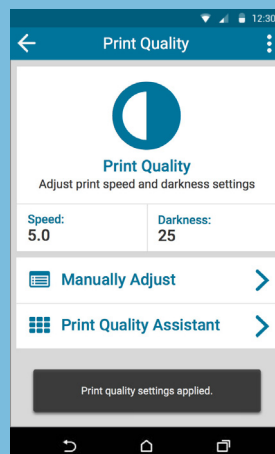 12:30
Print Quality
Print Quality
Adjust print speed and darkness settings
Speed:
5.0
Darkness:
25
Manually Adjust
Print Quality Assistant
Print quality settings applied.